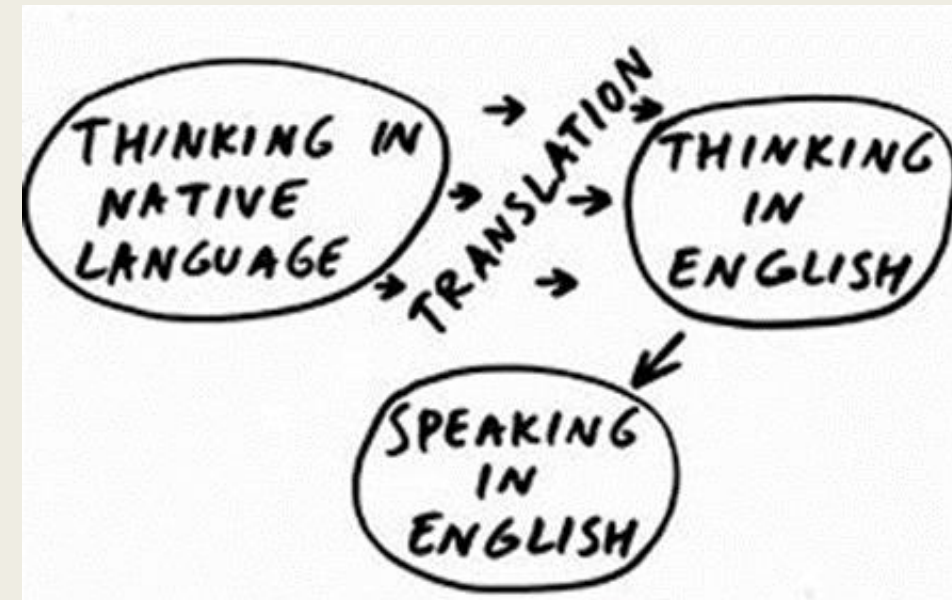 THINKING IN
NATIVE
LANGUAGE
TRANSLATION
THINKING
IN
ENGLISH
SPEAKING
IN
ENGLISH